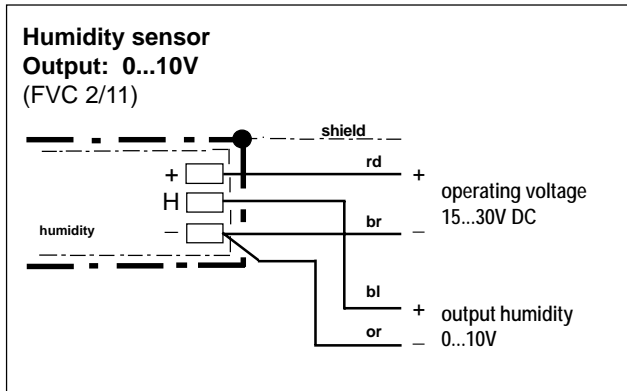 Humidity sensor
Output: 0...10V
(FVC 2/11)
shield
rd
+
+
operating voltage
15...30V DC
H
humidity
–
br
–
bl
+
output humidity
0...10V
or
–